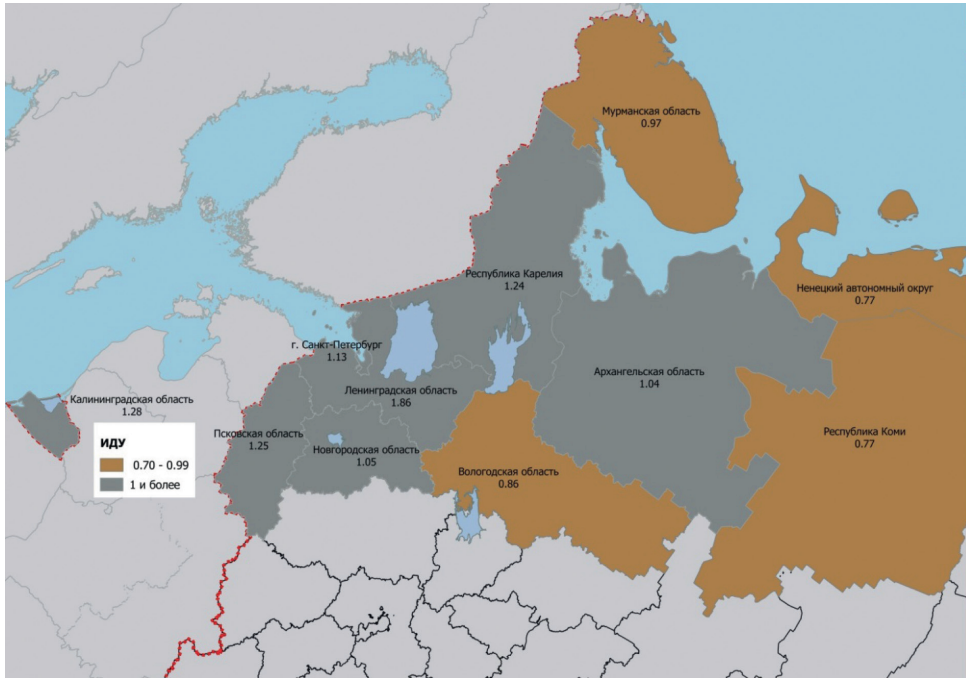 Мурманская область
0.97
Республика Карелия
1.24
Ненецкий автономный округ
0.77
г. Санкт-Петербург
1.13
Архангельская область
1.04
Ленинградская область
1.86
Калининградская область
1.28
Псковская область
1.25
Республика Коми
0.77
Новгородская область
1.05
Вологодская область
0.86
ИДУ
0.70 - 0.99
1 и более